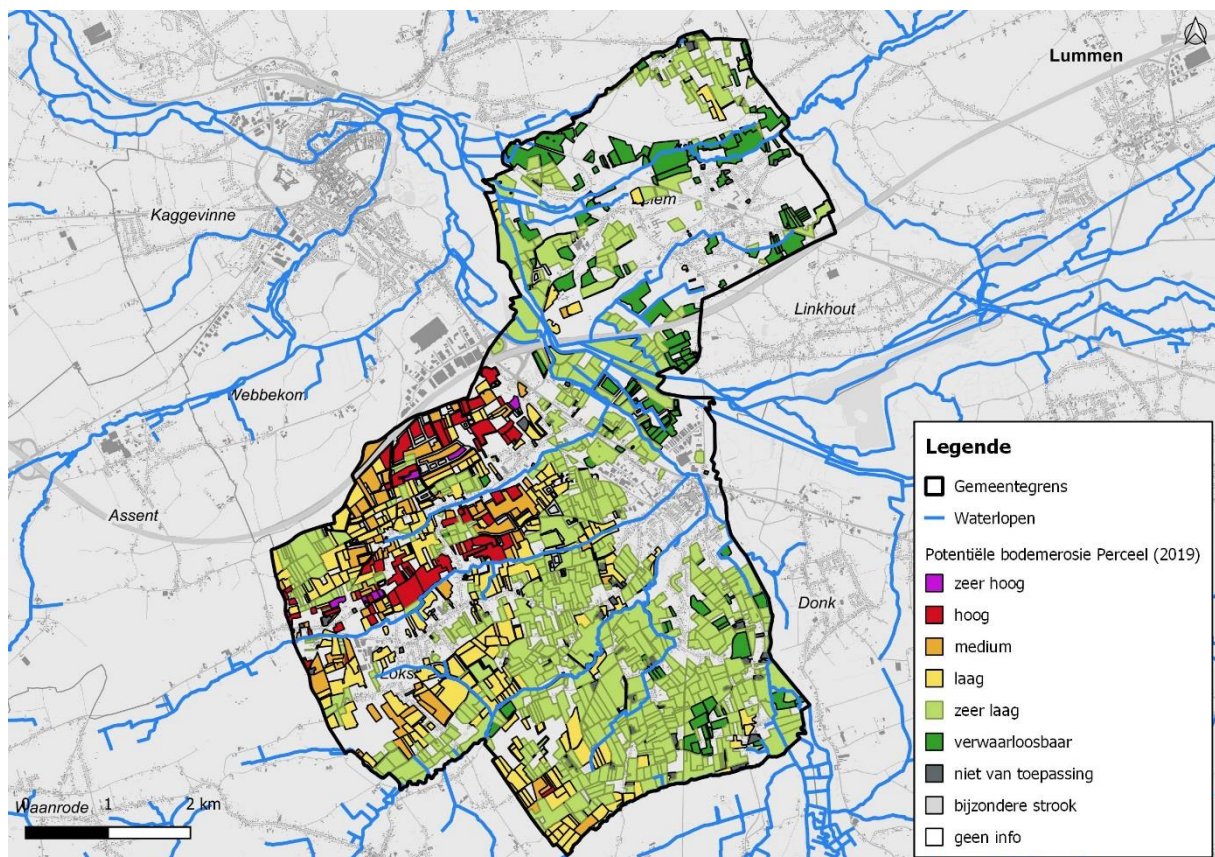 Lummen
Kaggevinne
Linkhout
Webbekom
Assent
Donk
Waanrode
0 1 2 km
Legende
Gemeentegrens
Waterlopen
Potentiële bodemerosie Perceel (2019)
zeer hoog
hoog
medium
laag
zeer laag
verwaarloosbaar
niet van toepassing
bijzondere strook
geen info